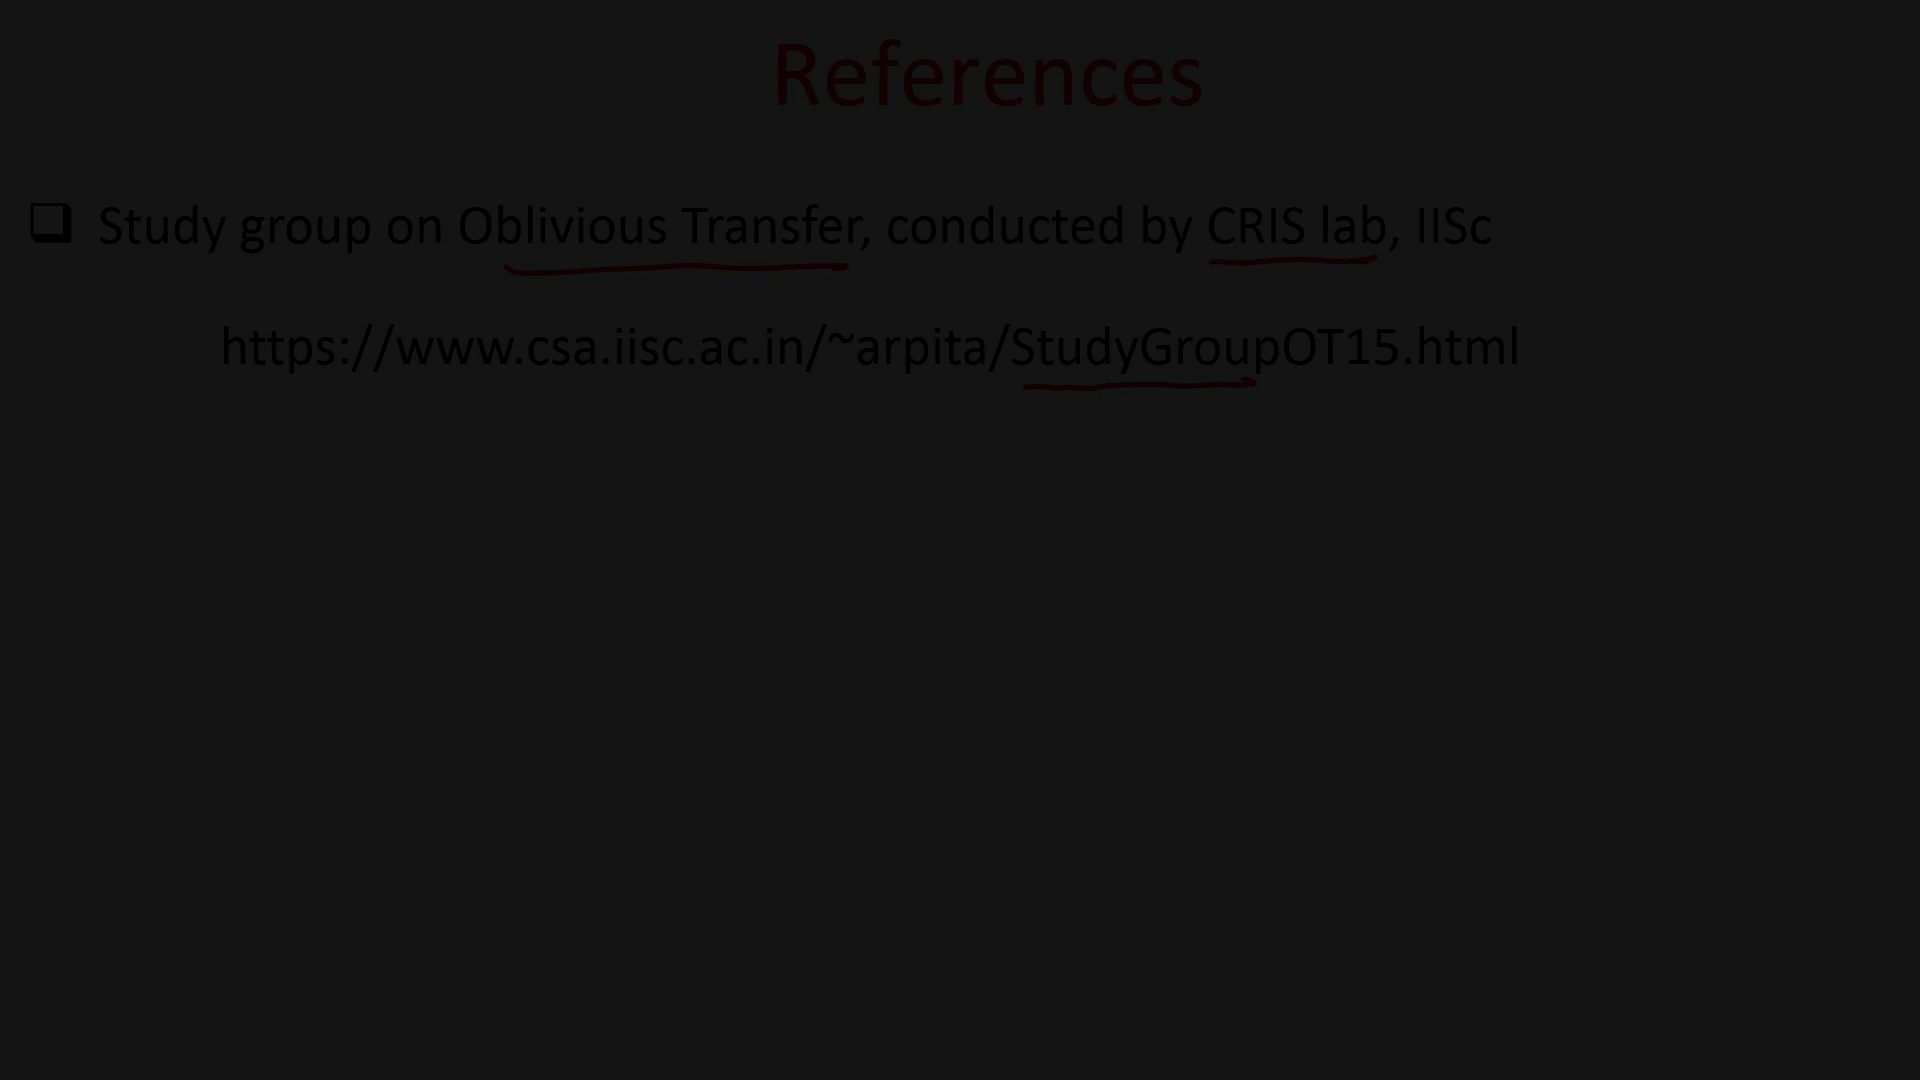 References
❑ Study group on Oblivious Transfer, conducted by CRIS lab, IISc
https://www.csa.iisc.ac.in/~arpita/StudyGroupOT15.html